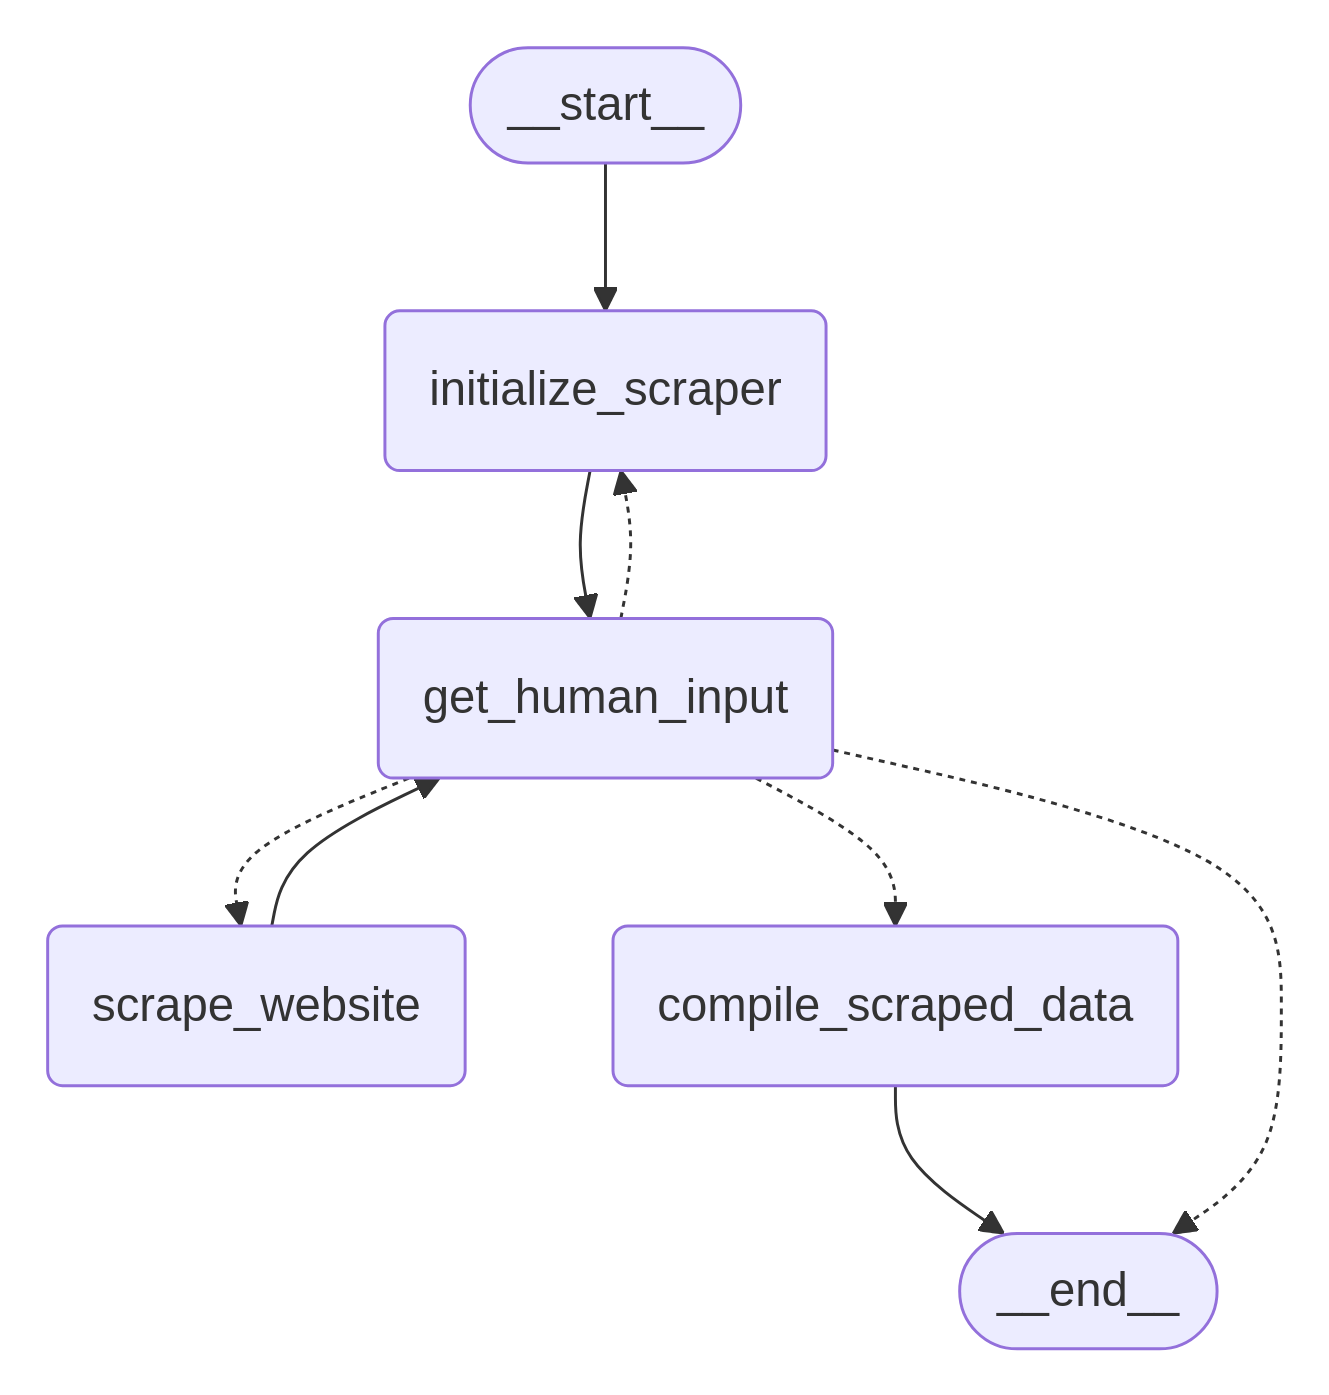 __start__
initialize_scraper
get_human_input
scrape_website
compile_scraped_data
__end__